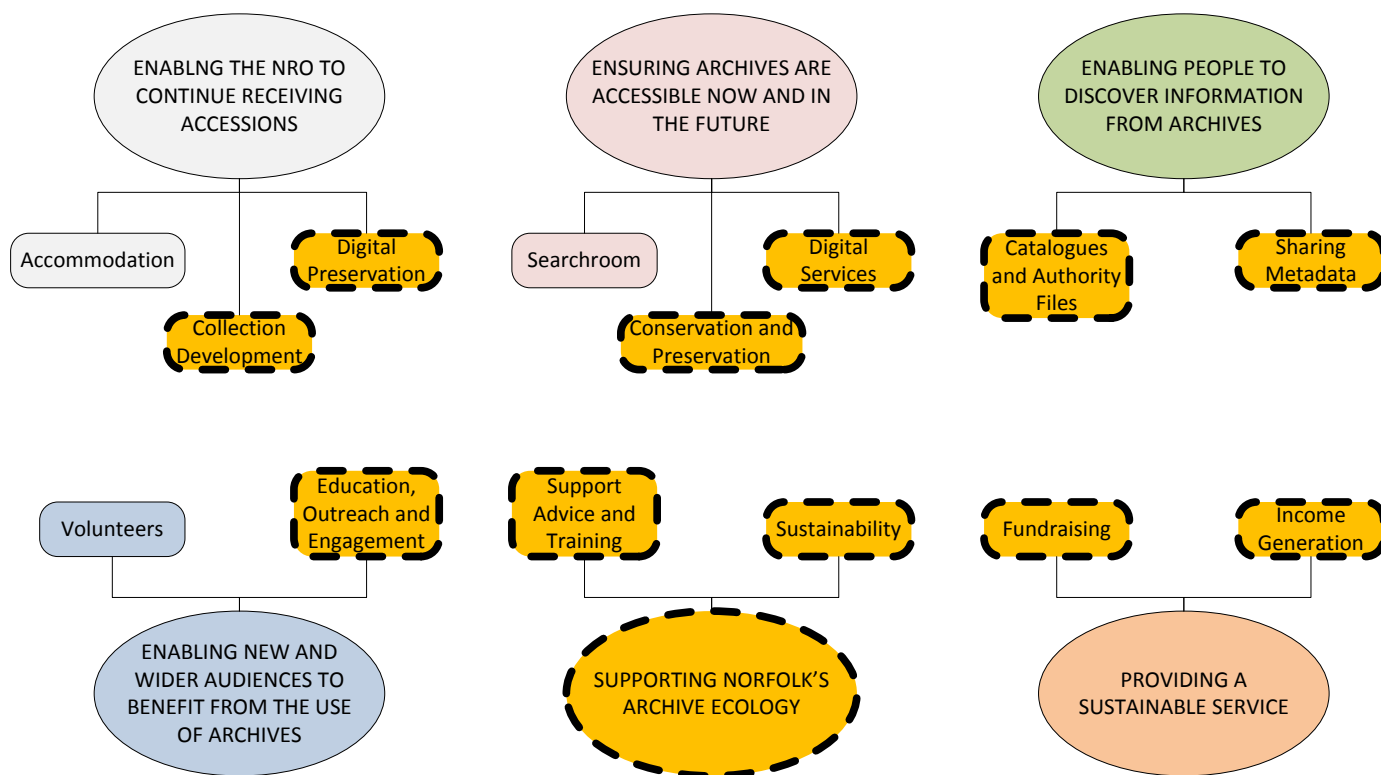 ENABLNG THE NRO TO
CONTINUE RECEIVING
ACCESSIONS
ENSURING ARCHIVES ARE
ACCESSIBLE NOW AND IN
THE FUTURE
ENABLING PEOPLE TO
DISCOVER INFORMATION
FROM ARCHIVES
Accommodation
Digital
Preservation
Collection
Development
Searchroom
Digital
Services
Conservation and
Preservation
Catalogues
and Authority
Files
Sharing
Metadata
Volunteers
Education,
Outreach and
Engagement
Support
Advice and
Training
Sustainability
Fundraising
Income
Generation
ENABLING NEW AND
WIDER AUDIENCES TO
BENEFIT FROM THE USE
OF ARCHIVES
SUPPORTING NORFOLK’S
ARCHIVE ECOLOGY
PROVIDING A
SUSTAINABLE SERVICE